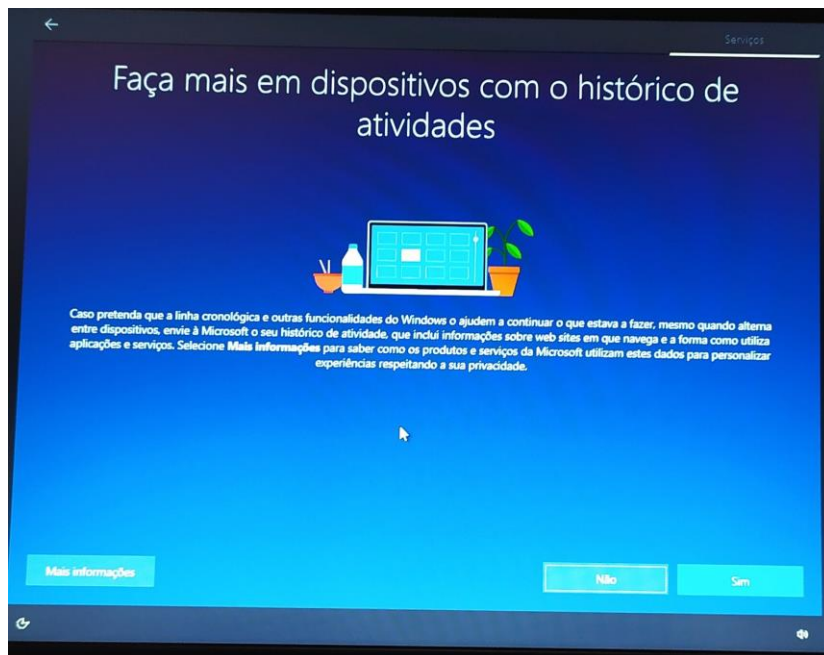 Serviços
Faça mais em dispositivos com o histórico de
atividades
Caso pretenda que a linha cronológica e outras funcionalidades do Windows o ajudem a continuar o que estava a fazer, mesmo quando alterna
entre dispositivos, envie à Microsoft o seu histórico de atividade, que inclui informações sobre web sites em que navega e a forma como utiliza
aplicações e serviços. Selecione Mais Informações para saber como os produtos e serviços da Microsoft utilizam estes dados para personalizar
experiências respeitando a sua privacidade.
Mais informações
Não
Sim